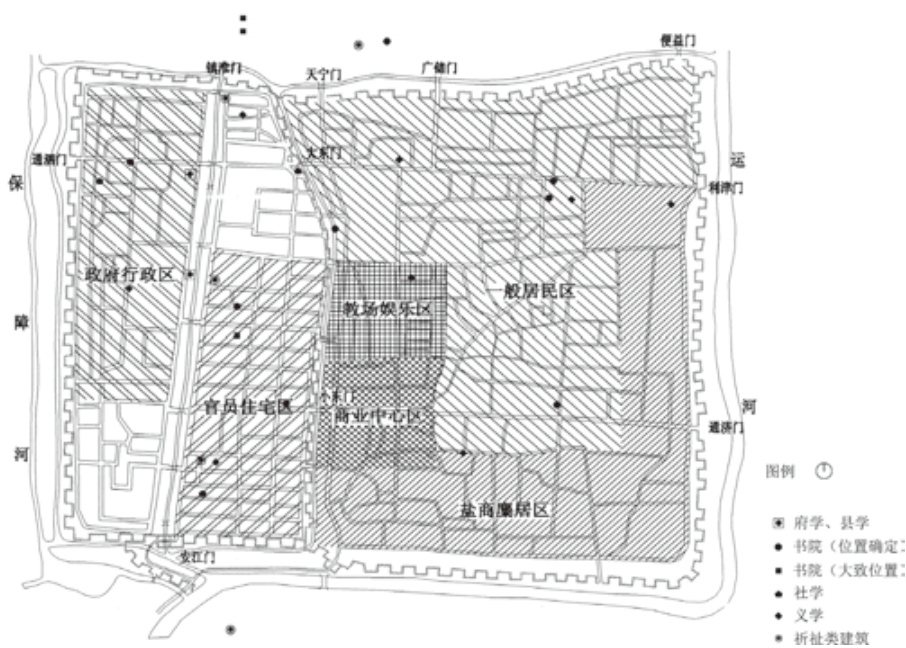 便益门
镇淮门
天宁门
广储门
大东门
通泗门
运
保
利津门
政府行政区
教场娱乐区
一般居民区
障
小东门
官员住宅区
商业中心区
河
通济门
河
盐商麕居区
安江门
图例
府学、县学
书院（位置确定）
书院（大致位置）
社学
义学
祈祉类建筑